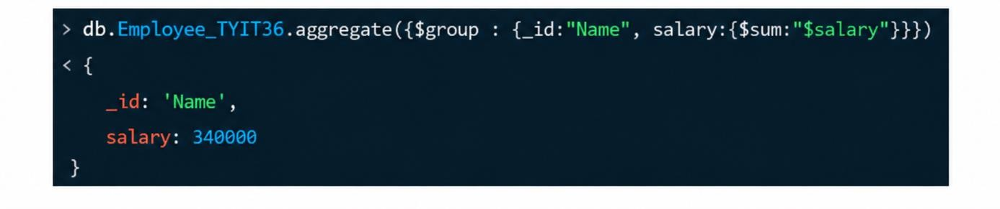 > db.Employee_TYIT36.aggregate({$group : {_id:"Name", salary:{$sum:"$salary"}}})
< {
_id: 'Name',
salary: 340000
}